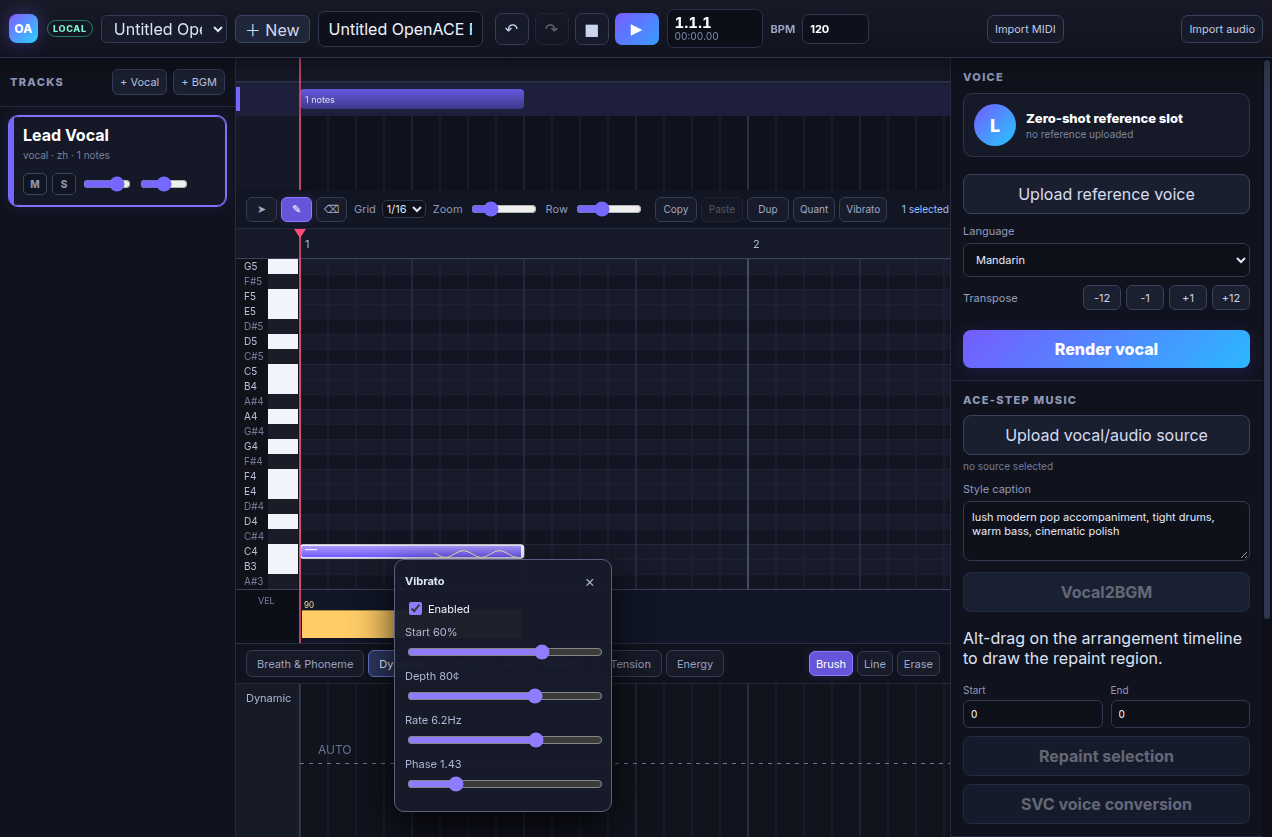 OA
LOCAL
Untitled Ope
+ New
Untitled OpenACE P
1.1.1
00:00.00
BPM
120
Import MIDI
Import audio
TRACKS
+ Vocal
+ BGM
Lead Vocal
vocal · zh · 1 notes
M
S
1 notes
Grid
1/16
Zoom
Row
Copy
Paste
Dup
Quant
Vibrato
1 selected
1
2
G5
F#5
F5
E5
D#5
D5
C#5
C5
B4
A#4
A4
G#4
G4
F#4
F4
E4
D#4
D4
C#4
C4
B3
A#3
VEL
90
Vibrato
×
Enabled
Start 60%
Depth 80¢
Rate 6.2Hz
Phase 1.43
Breath & Phoneme
Dy
Tension
Energy
Brush
Line
Erase
Dynamic
AUTO
VOICE
L
Zero-shot reference slot
no reference uploaded
Upload reference voice
Language
Mandarin
Transpose
-12
-1
+1
+12
Render vocal
ACE-STEP MUSIC
Upload vocal/audio source
no source selected
Style caption
lush modern pop accompaniment, tight drums,
warm bass, cinematic polish
Vocal2BGM
Alt-drag on the arrangement timeline
to draw the repaint region.
Start
End
0
0
Repaint selection
SVC voice conversion